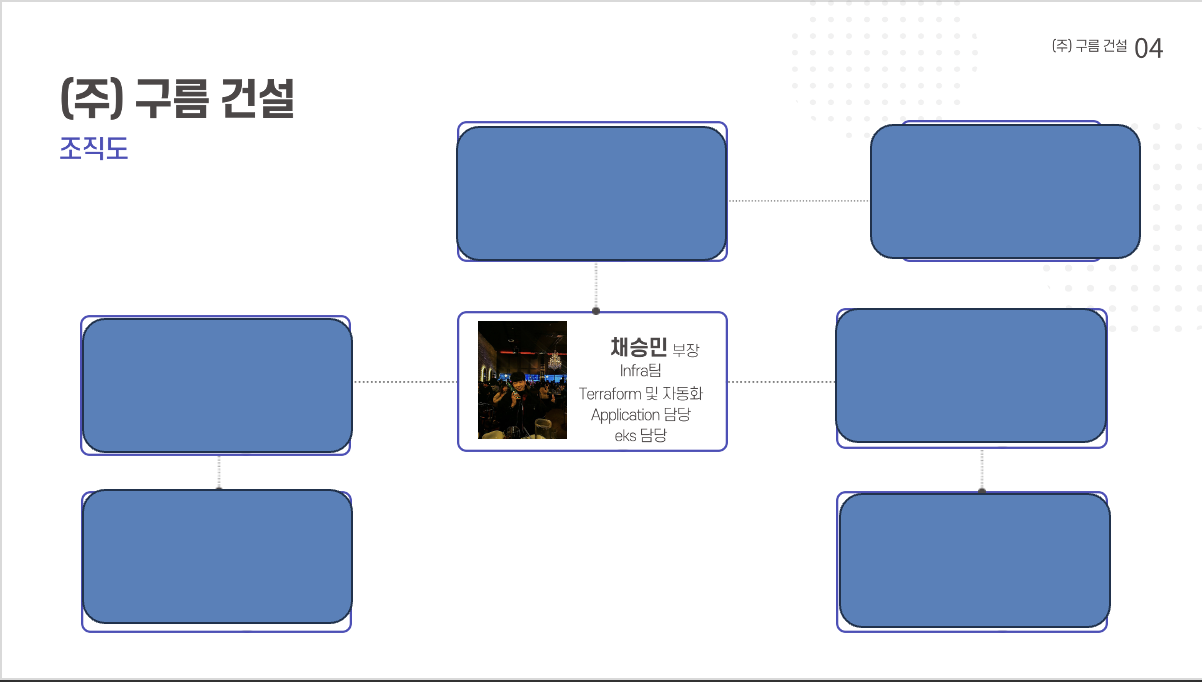 (주) 구름 건설 04
(주) 구름 건설
조직도
채승민 부장
Infra팀
Terraform 및 자동화
Application 담당
eks 담당